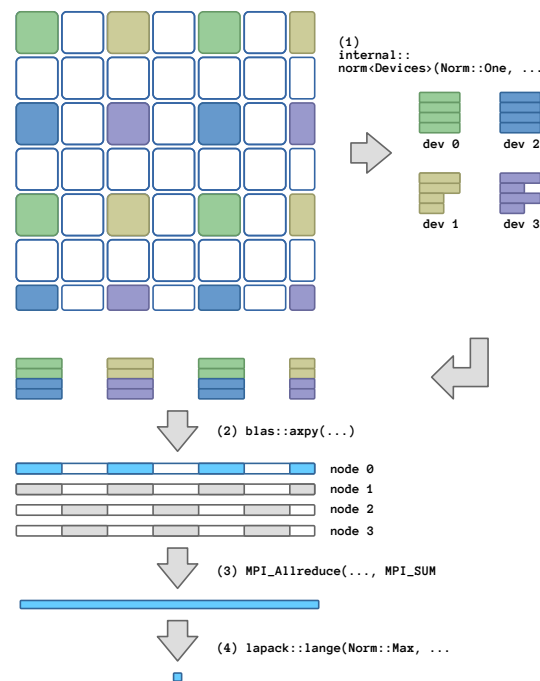 (1)
internal::
norm<Devices>(Norm::One, ...
dev 0
dev 2
dev 1
dev 3
(2) blas::axpy(...)
node 0
node 1
node 2
node 3
(3) MPI_Allreduce(..., MPI_SUM
(4) lapack::lange(Norm::Max, ...